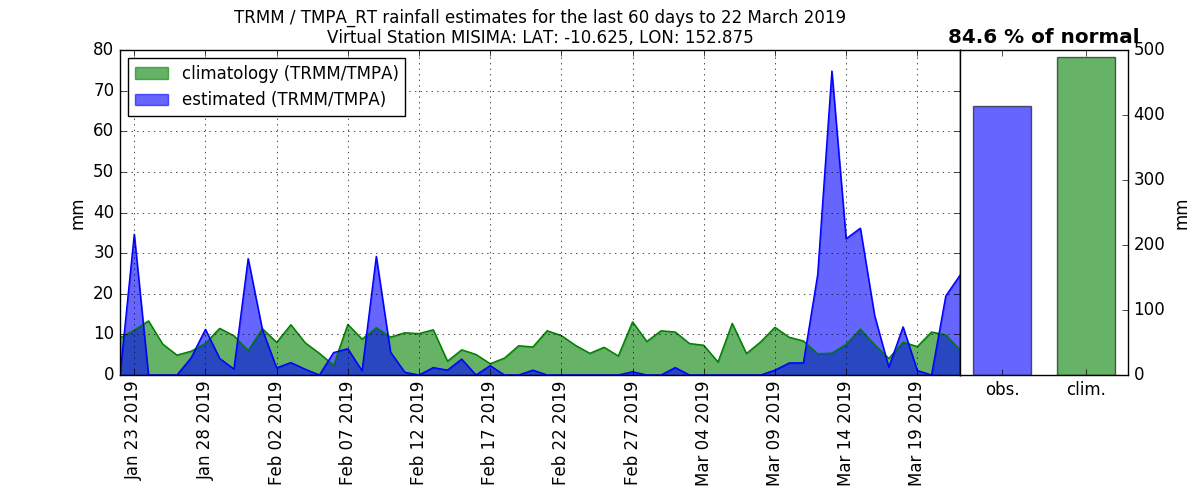 TRMM / TMPA_RT rainfall estimates for the last 60 days to 22 March 2019
Virtual Station MISIMA: LAT: -10.625, LON: 152.875
84.6 % of normal
climatology (TRMM/TMPA)
estimated (TRMM/TMPA)
80
70
60
50
40
30
20
10
0
mm
500
400
300
200
100
0
mm
Jan 23 2019
Jan 28 2019
Feb 02 2019
Feb 07 2019
Feb 12 2019
Feb 17 2019
Feb 22 2019
Feb 27 2019
Mar 04 2019
Mar 09 2019
Mar 14 2019
Mar 19 2019
obs.
clim.